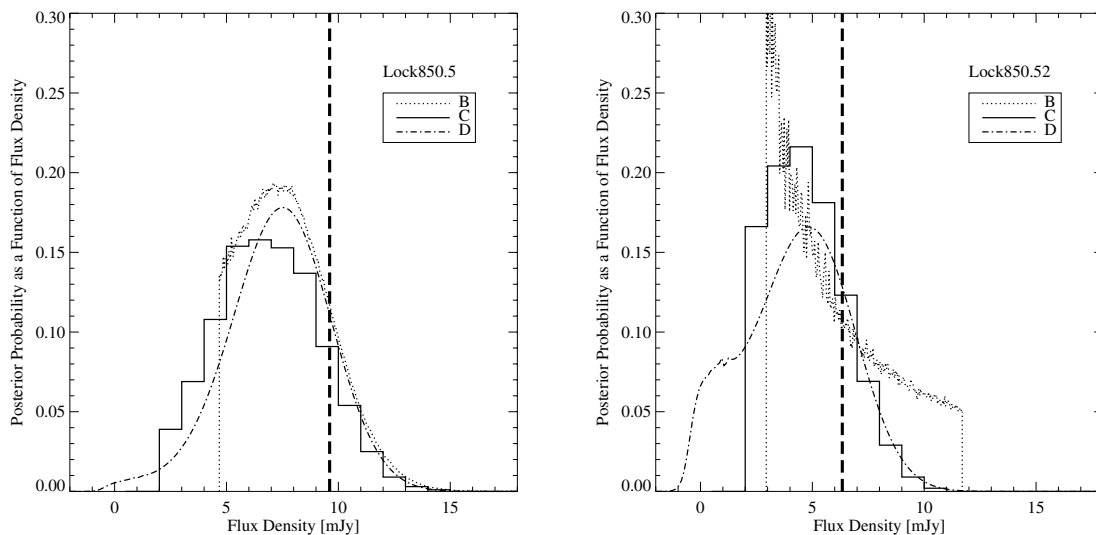 Posterior Probability as a Function of Flux Density
0.30
0.25
0.20
0.15
0.10
0.05
0.00
0
5
10
15
Flux Density [mJy]
Lock850.5
B
C
D
Posterior Probability as a Function of Flux Density
0.30
0.25
0.20
0.15
0.10
0.05
0.00
0
5
10
15
Flux Density [mJy]
Lock850.52
B
C
D